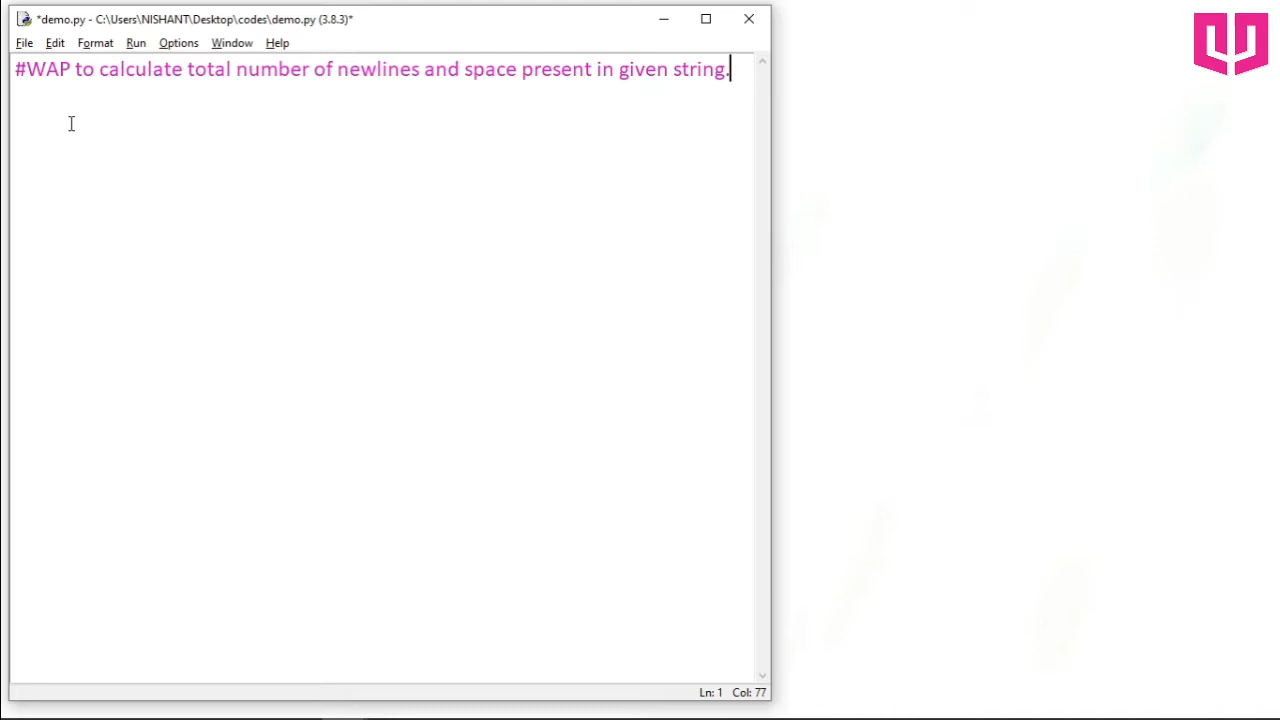 *demo.py - C:\Users\NISHANT\Desktop\codes\demo.py (3.8.3)*
File Edit Format Run Options Window Help
#WAP to calculate total number of newlines and space present in given string.
Ln: 1 Col: 77